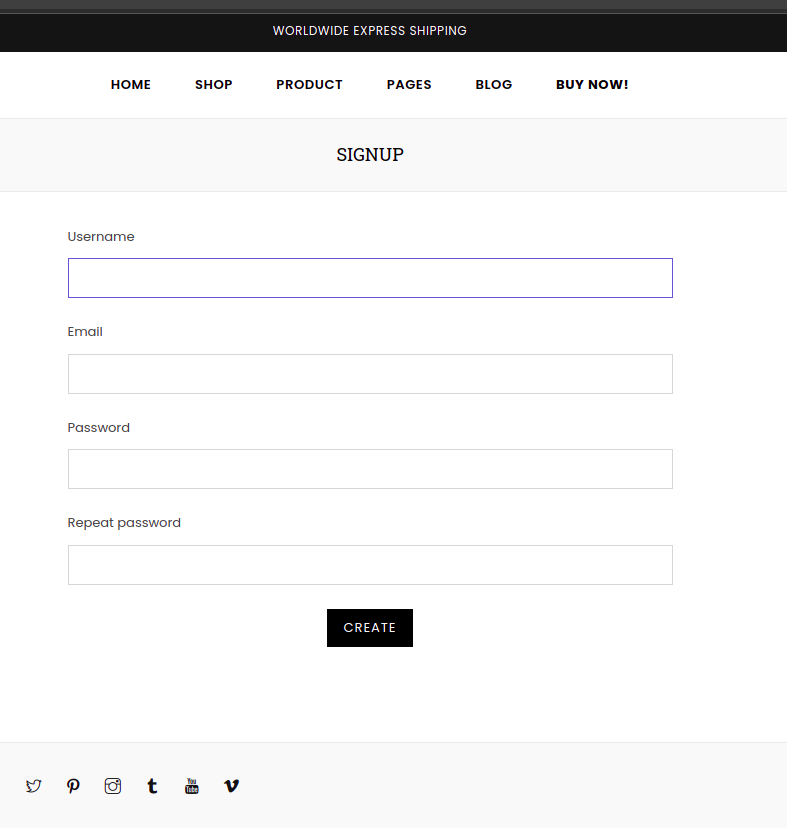 WORLDWIDE EXPRESS SHIPPING
HOME SHOP PRODUCT PAGES BLOG BUY NOW!
SIGNUP
Username
Email
Password
Repeat password
CREATE
You Tube